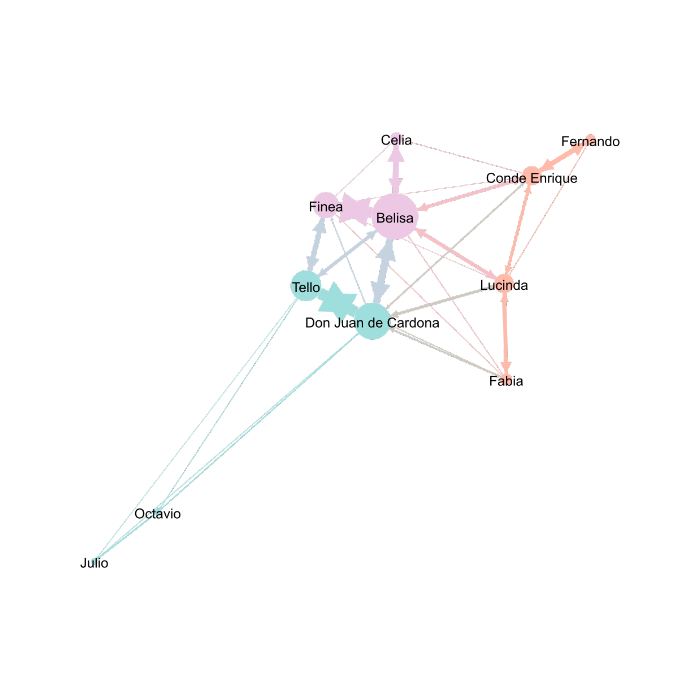 Celia
Fernando
Conde Enrique
Finea
Belisa
Tello
Lucinda
Don Juan de Cardona
Fabia
Octavio
Julio